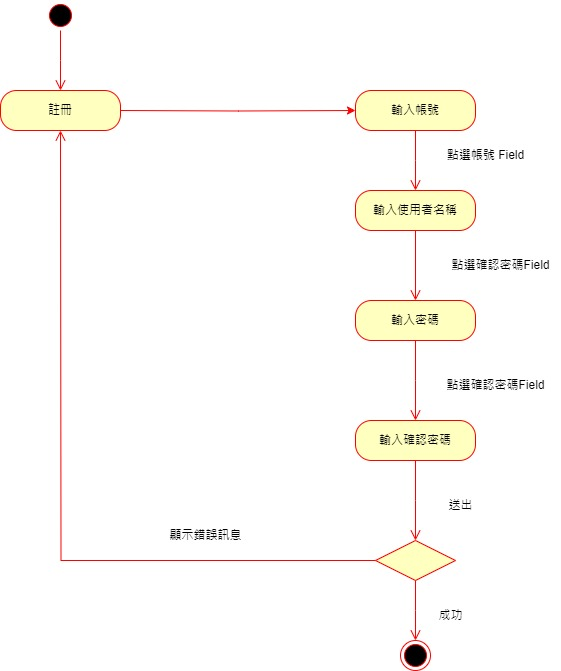 註冊
輸入帳號
點選帳號 Field
輸入使用者名稱
點選確認密碼Field
輸入密碼
點選確認密碼Field
輸入確認密碼
送出
顯示錯誤訊息
成功